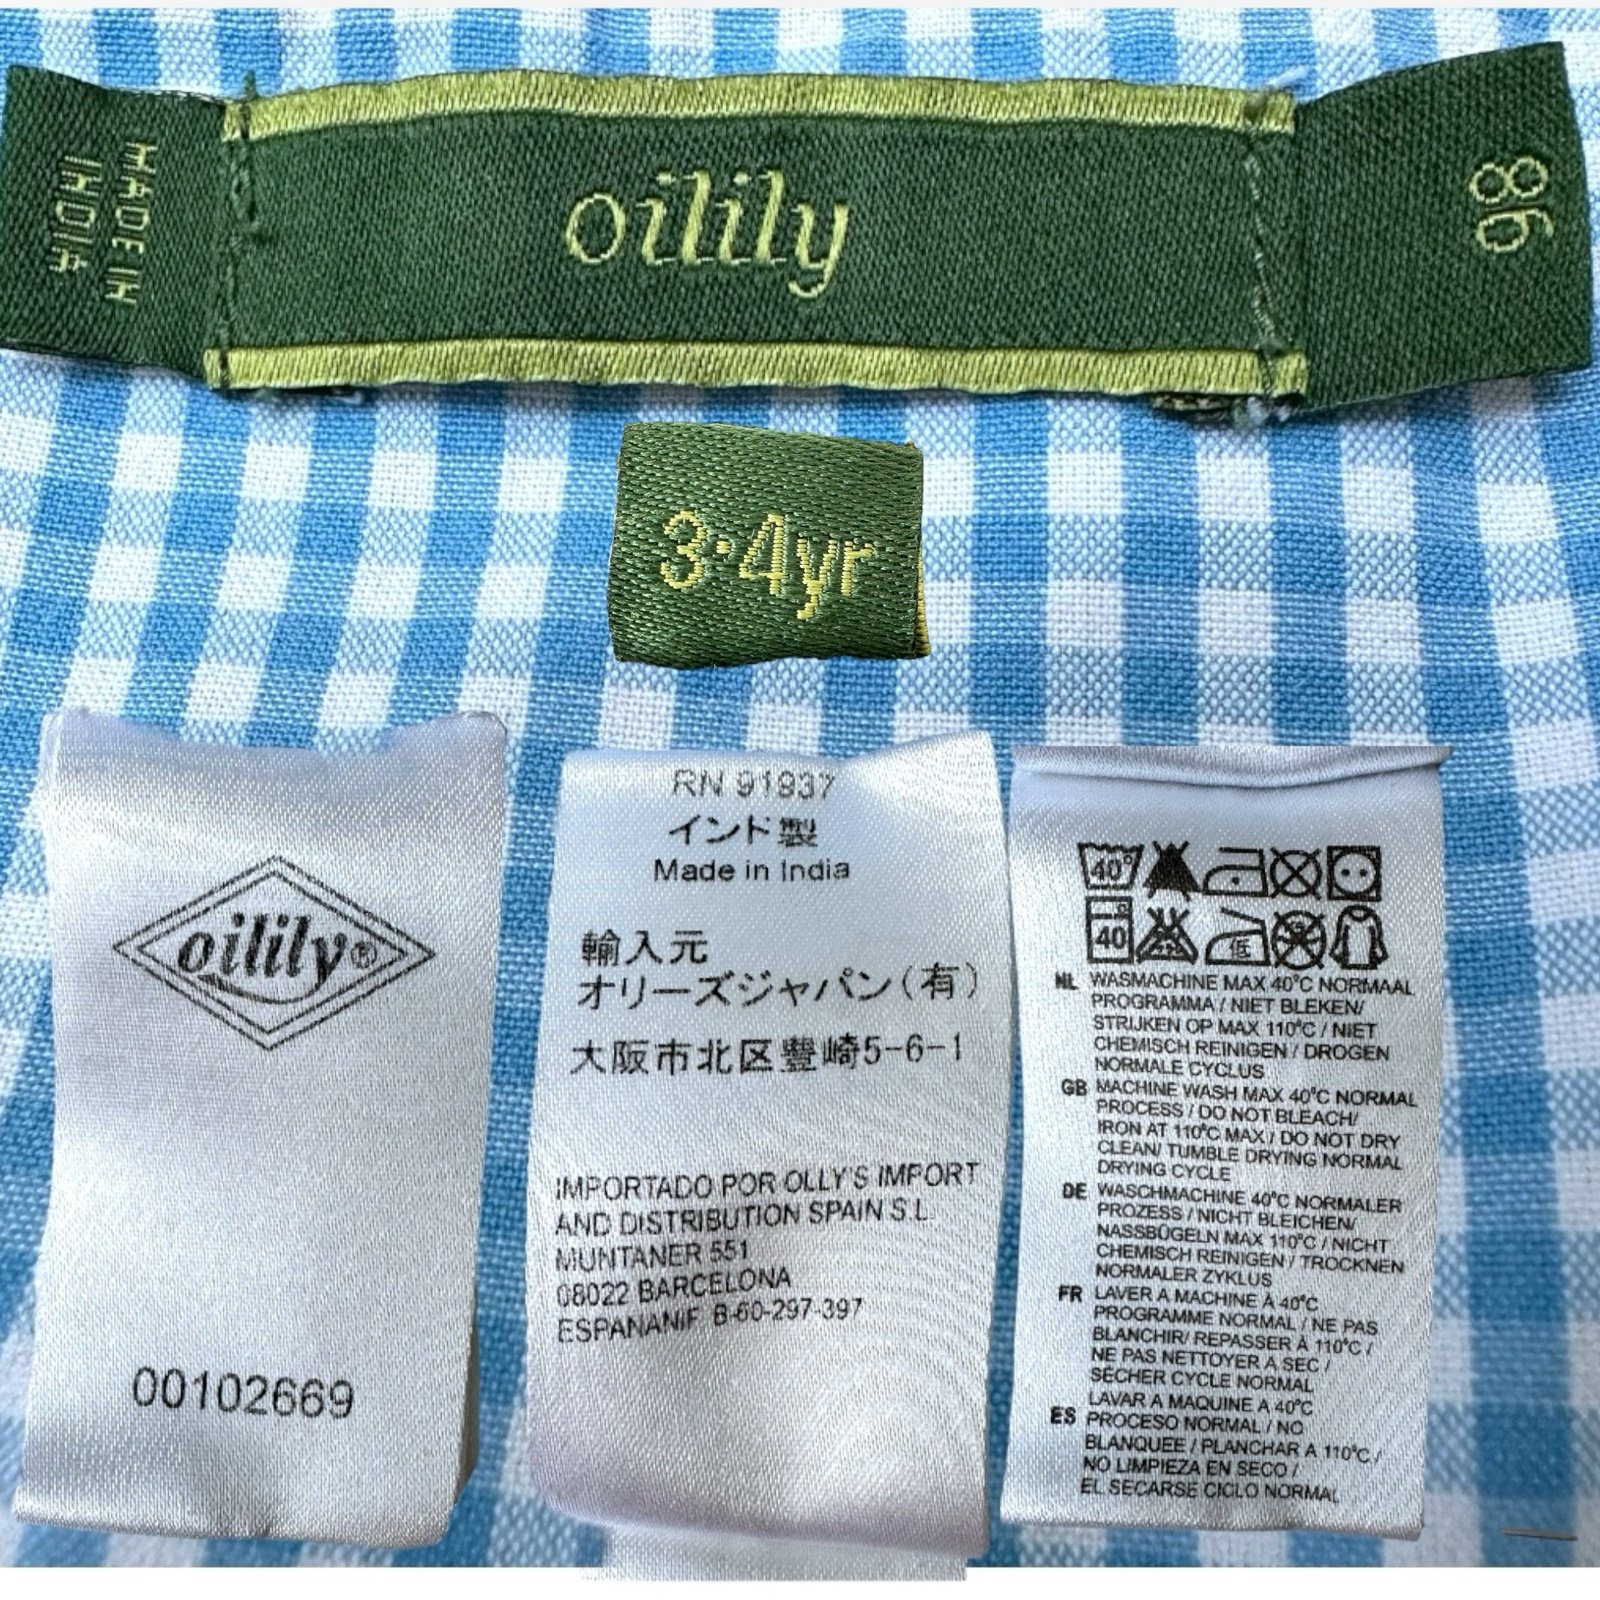 MADE IN
INDIA
oilily
98
3·4yr
oilily®
00102669
RN 91937
インド製
Made in India
輸入元
オリーズジャパン(有)
大阪市北区豊崎5-6-1
IMPORTADO POR OLLY'S IMPORT
AND DISTRIBUTION SPAIN S.L.
MUNTANER 551
08022 BARCELONA
ESPANANIF B-60-297-397
40°
40
低
NL WASMACHINE MAX 40°C NORMAAL
PROGRAMMA / NIET BLEKEN/
STRIJKEN OP MAX 110°C / NIET
CHEMISCH REINIGEN / DROGEN
NORMALE CYCLUS
GB MACHINE WASH MAX 40°C NORMAL
PROCESS / DO NOT BLEACH/
IRON AT 110°C MAX / DO NOT DRY
CLEAN/ TUMBLE DRYING NORMAL
DRYING CYCLE
DE WASCHMACHINE 40°C NORMALER
PROZESS / NICHT BLEICHEN/
NASSBÜGELN MAX 110°C / NICHT
CHEMISCH REINIGEN / TROCKNEN
NORMALER ZYKLUS
FR LAVER A MACHINE À 40°C
PROGRAMME NORMAL / NE PAS
BLANCHIR/ REPASSER À 110°C /
NE PAS NETTOYER A SEC /
SÉCHER CYCLE NORMAL
LAVAR A MAQUINE A 40°C
ES PROCESO NORMAL / NO
BLANQUEE / PLANCHAR A 110°C /
NO LIMPIEZA EN SECO /
EL SECARSE CICLO NORMAL